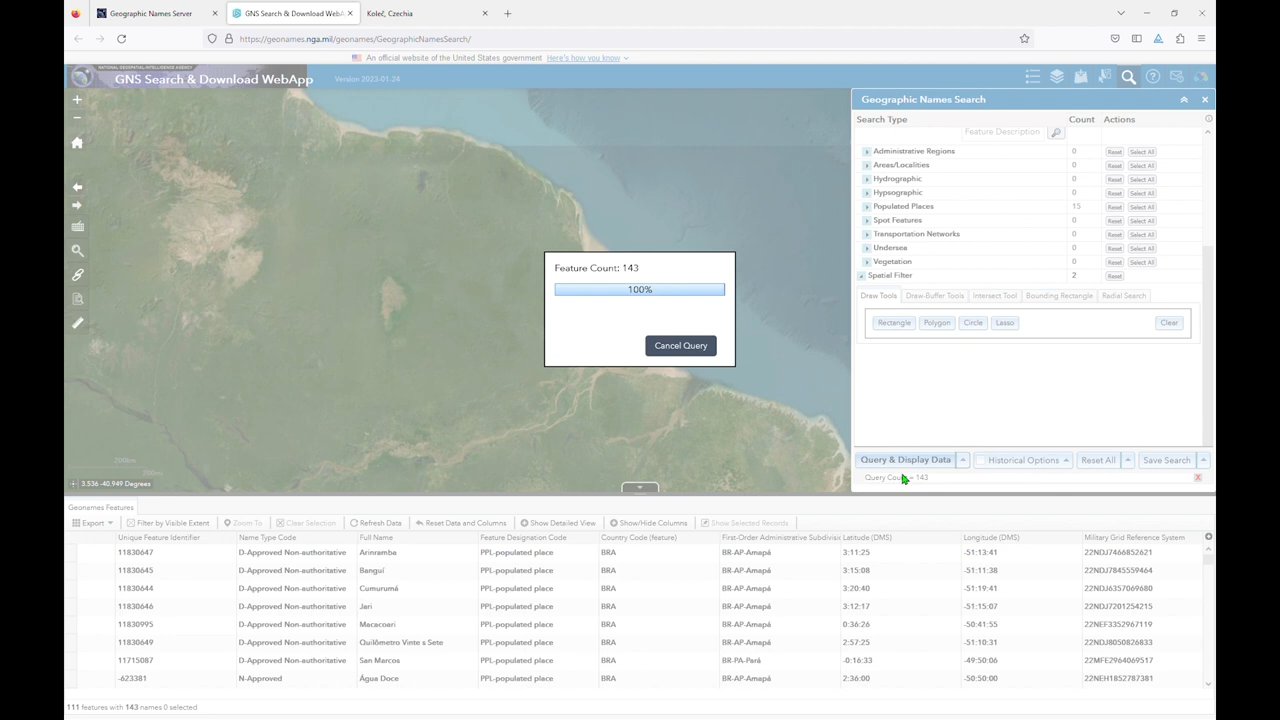 Geographic Names Server
GNS Search & Download WebA
Koleč, Czechia
https://geonames.nga.mil/geonames/GeographicNamesSearch/
An official website of the United States government Here's how you know
NATIONAL GEOSPATIAL-INTELLIGENCE AGENCY
GNS Search & Download WebApp Version 2023-01-24
Geographic Names Search
Search Type Count Actions
Feature Description
Administrative Regions 0 Reset Select All
Areas/Localities 0 Reset Select All
Hydrographic 0 Reset Select All
Hypsographic 0 Reset Select All
Populated Places 15 Reset Select All
Spot Features 0 Reset Select All
Transportation Networks 0 Reset Select All
Undersea 0 Reset Select All
Vegetation 0 Reset Select All
Spatial Filter 2 Reset
Draw Tools Draw-Buffer Tools Intersect Tool Bounding Rectangle Radial Search
Rectangle Polygon Circle Lasso Clear
Feature Count: 143
100%
Cancel Query
Query & Display Data Historical Options Reset All Save Search
= 143
3.536 -40.949 Degrees
Geonames Features
Export Filter by Visible Extent Zoom To Clear Selection Refresh Data Reset Data and Columns Show Detailed View Show/Hide Columns Show Selected Records
Unique Feature Identifier Name Type Code Full Name Feature Designation Code Country Code (feature) First-Order Administrative Subdivisi Latitude (DMS) Longitude (DMS) Military Grid Reference System
11830647 D-Approved Non-authoritative Arinramba PPL-populated place BRA BR-AP-Amapá 3:11:25 -51:13:41 22NDJ7466852621
11830645 D-Approved Non-authoritative Banguí PPL-populated place BRA BR-AP-Amapá 3:15:08 -51:11:38 22NDJ7845559464
11830644 D-Approved Non-authoritative Cumurumá PPL-populated place BRA BR-AP-Amapá 3:20:40 -51:19:41 22NDJ6357069680
11830646 D-Approved Non-authoritative Jari PPL-populated place BRA BR-AP-Amapá 3:12:17 -51:15:07 22NDJ7201254215
11830995 D-Approved Non-authoritative Macacoari PPL-populated place BRA BR-AP-Amapá 0:36:26 -50:41:55 22NEF3352967119
11830649 D-Approved Non-authoritative Quilômetro Vinte s Sete PPL-populated place BRA BR-AP-Amapá 2:57:25 -51:10:31 22NDJ8050826833
11715087 D-Approved Non-authoritative San Marcos PPL-populated place BRA BR-PA-Pará -0:16:33 -49:50:06 22MFE2964069517
-623381 N-Approved Água Doce PPL-populated place BRA BR-AP-Amapá 2:36:00 -50:50:00 22NEH1852787381
111 features with 143 names 0 selected